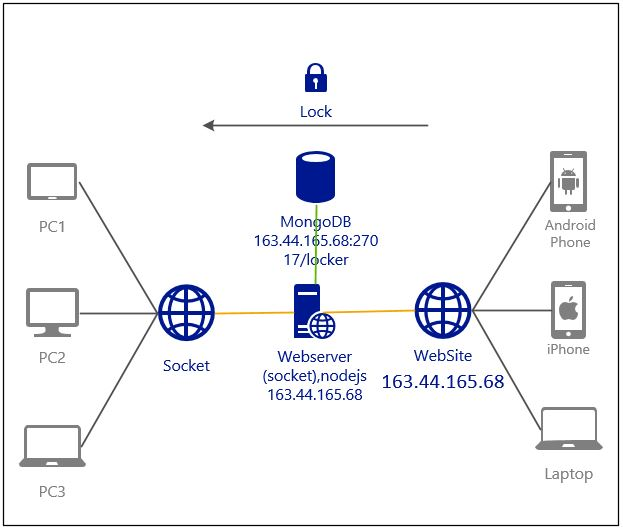 Lock
MongoDB
163.44.165.68:270
17/locker
PC1
Android
Phone
PC2
Socket
Webserver
(socket),nodejs
163.44.165.68
WebSite
163.44.165.68
iPhone
PC3
Laptop